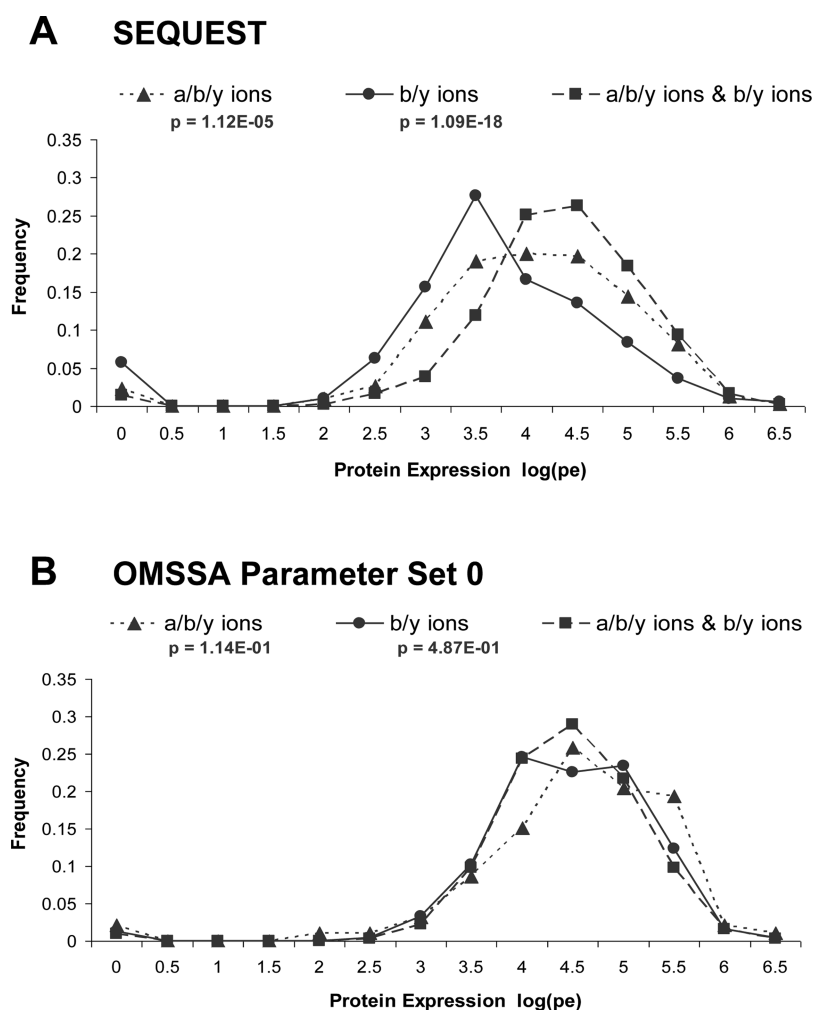 A SEQUEST
a/b/y ions b/y ions a/b/y ions & b/y ions
p = 1.12E-05 p = 1.09E-18
0.35
0.3
0.25
0.2
0.15
0.1
0.05
0
Frequency
0 0.5 1 1.5 2 2.5 3 3.5 4 4.5 5 5.5 6 6.5
Protein Expression log(pe)
B OMSSA Parameter Set 0
a/b/y ions b/y ions a/b/y ions & b/y ions
p = 1.14E-01 p = 4.87E-01
0.35
0.3
0.25
0.2
0.15
0.1
0.05
0
Frequency
0 0.5 1 1.5 2 2.5 3 3.5 4 4.5 5 5.5 6 6.5
Protein Expression log(pe)